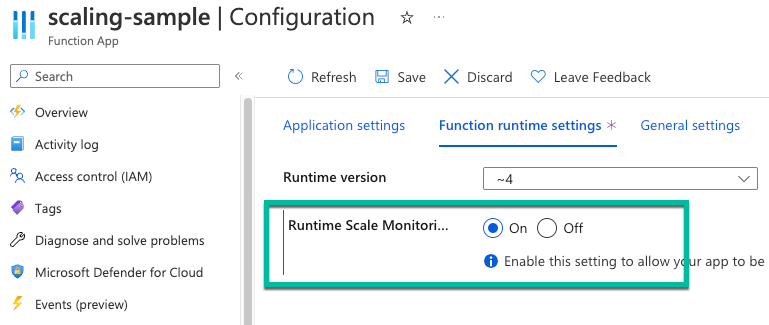 scaling-sample | Configuration
Function App
Search
Refresh
Save
Discard
Leave Feedback
Overview
Activity log
Access control (IAM)
Tags
Diagnose and solve problems
Microsoft Defender for Cloud
Events (preview)
Application settings
Function runtime settings *
General settings
Runtime version
~4
Runtime Scale Monitori...
On
Off
Enable this setting to allow your app to be